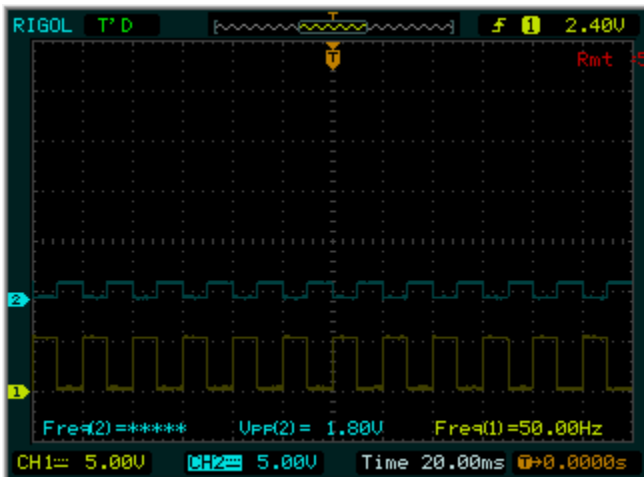 RIGOL T'D T 1 2.40V
T
Rmt
2
1
Freq(2)=***** Vpp(2)= 1.80V Freq(1)=50.00Hz
CH1 5.00V CH2 5.00V Time 20.00ms T→0.0000s